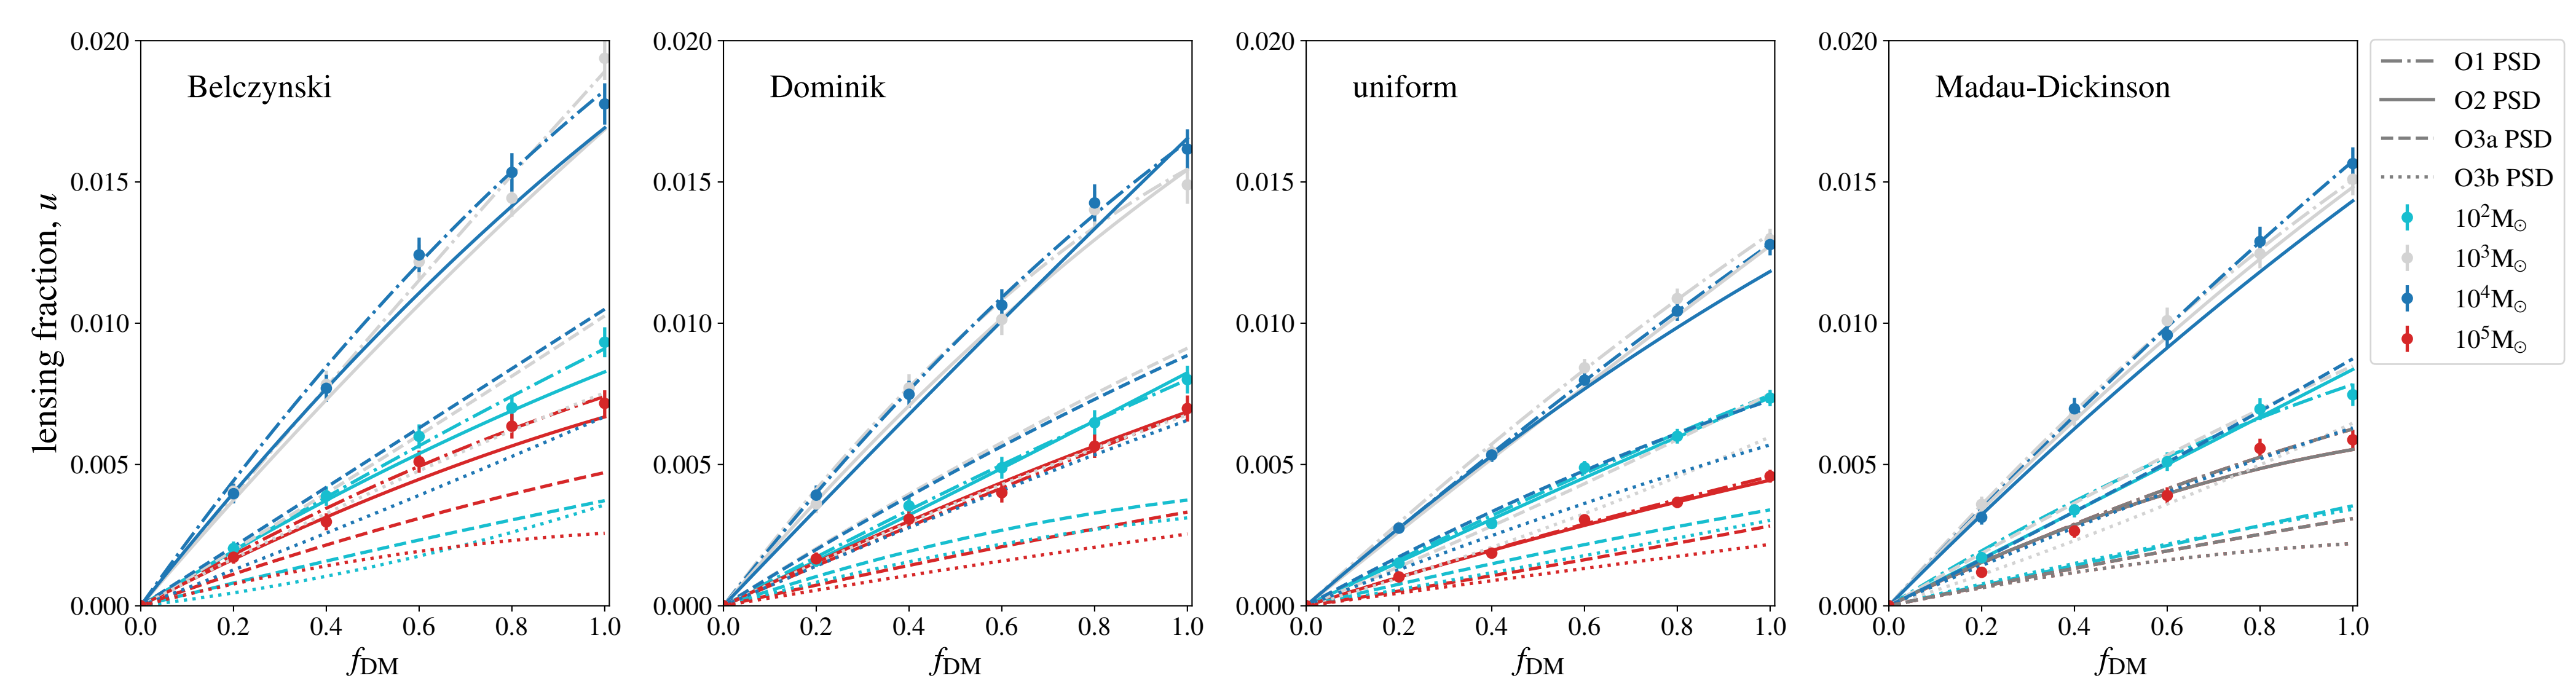 lensing fraction, u
0.020
0.015
0.010
0.005
0.000
Belczynski
0.0 0.2 0.4 0.6 0.8 1.0
f_DM
0.020
0.015
0.010
0.005
0.000
Dominik
0.0 0.2 0.4 0.6 0.8 1.0
f_DM
0.020
0.015
0.010
0.005
0.000
uniform
0.0 0.2 0.4 0.6 0.8 1.0
f_DM
0.020
0.015
0.010
0.005
0.000
Madau-Dickinson
0.0 0.2 0.4 0.6 0.8 1.0
f_DM
O1 PSD
O2 PSD
O3a PSD
O3b PSD
10²M☉
10³M☉
10⁴M☉
10⁵M☉